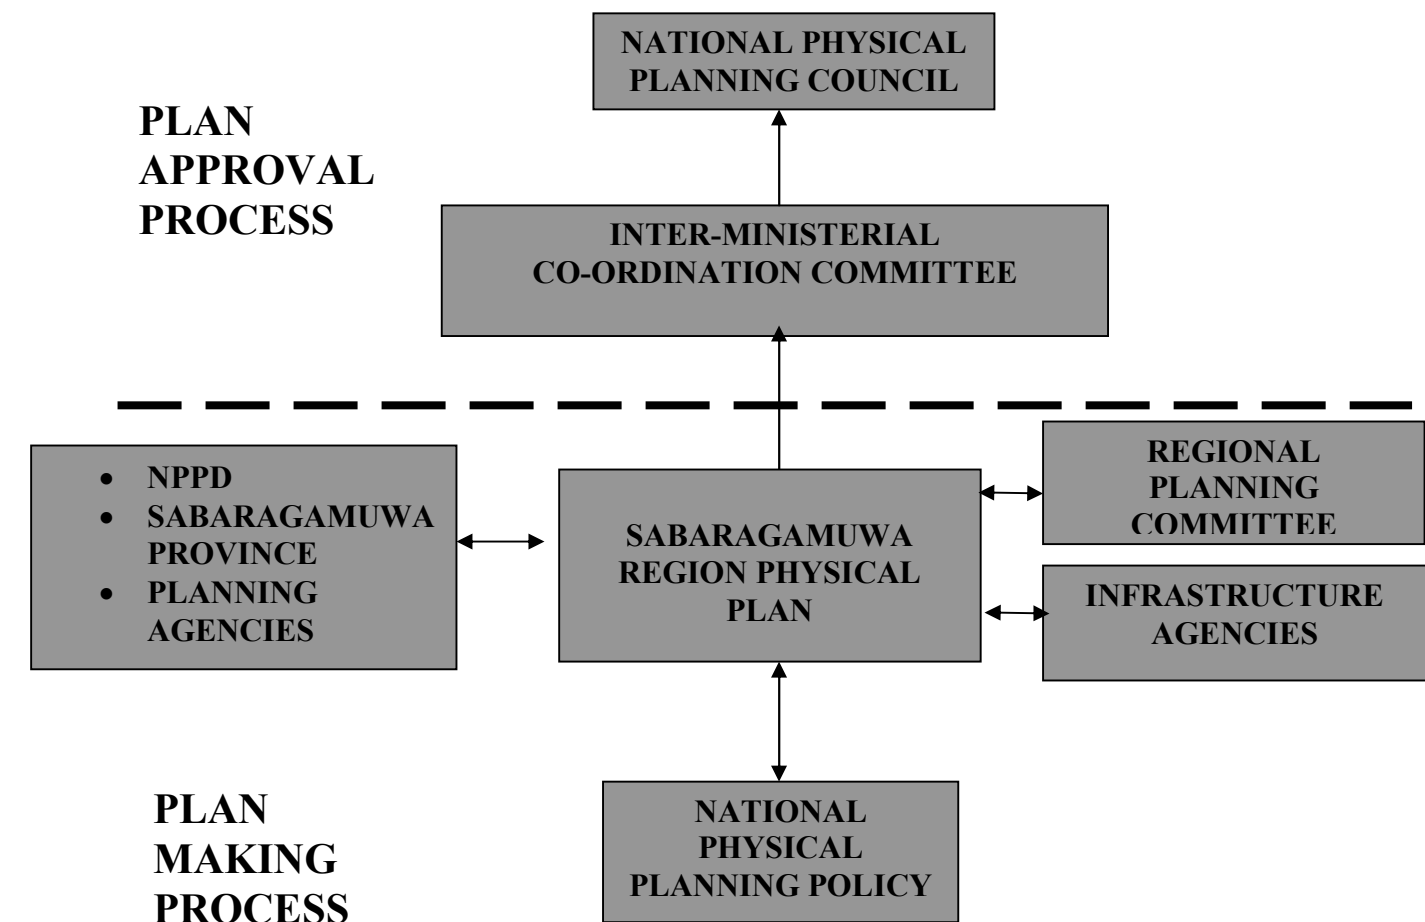 NATIONAL PHYSICAL
PLANNING COUNCIL
PLAN
APPROVAL
PROCESS
INTER-MINISTERIAL
CO-ORDINATION COMMITTEE
• NPPD
• SABARAGAMUWA
PROVINCE
• PLANNING
AGENCIES
SABARAGAMUWA
REGION PHYSICAL
PLAN
REGIONAL
PLANNING
COMMITTEE
INFRASTRUCTURE
AGENCIES
PLAN
MAKING
PROCESS
NATIONAL
PHYSICAL
PLANNING POLICY